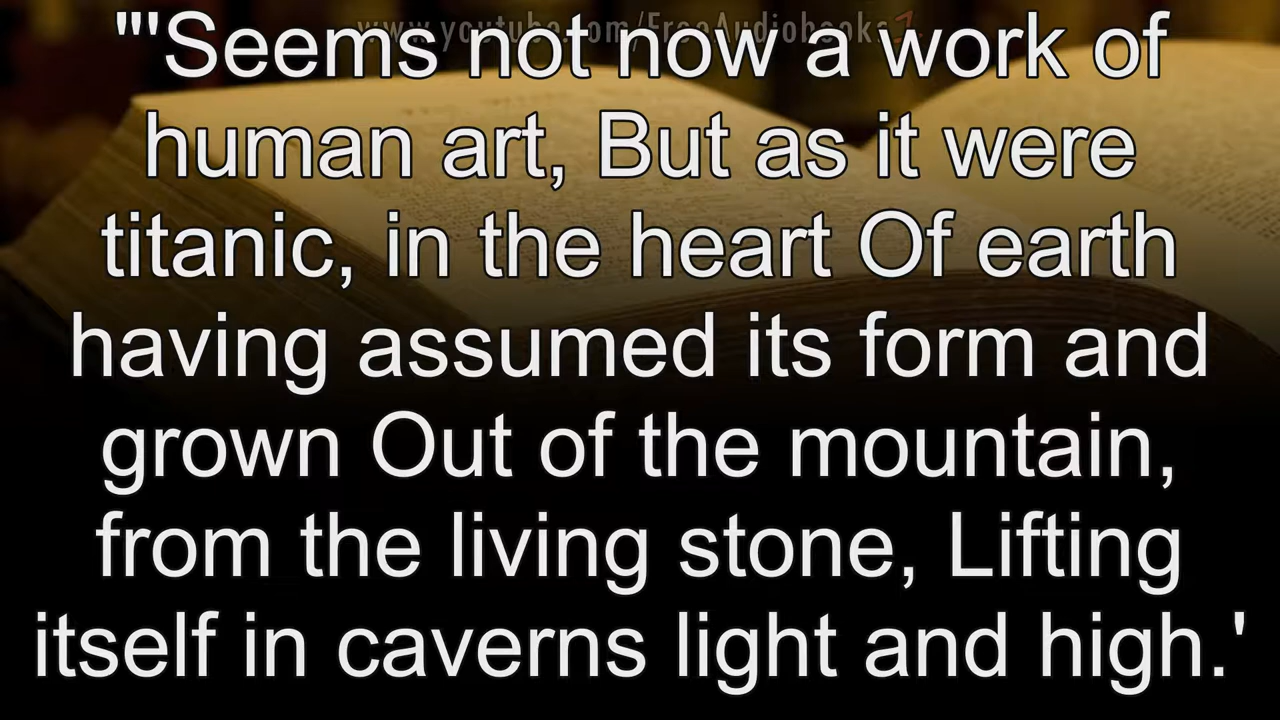 www.youtube.com/FreeAudiobooks
"'Seems not now a work of
human art, But as it were
titanic, in the heart Of earth
having assumed its form and
grown Out of the mountain,
from the living stone, Lifting
itself in caverns light and high.'